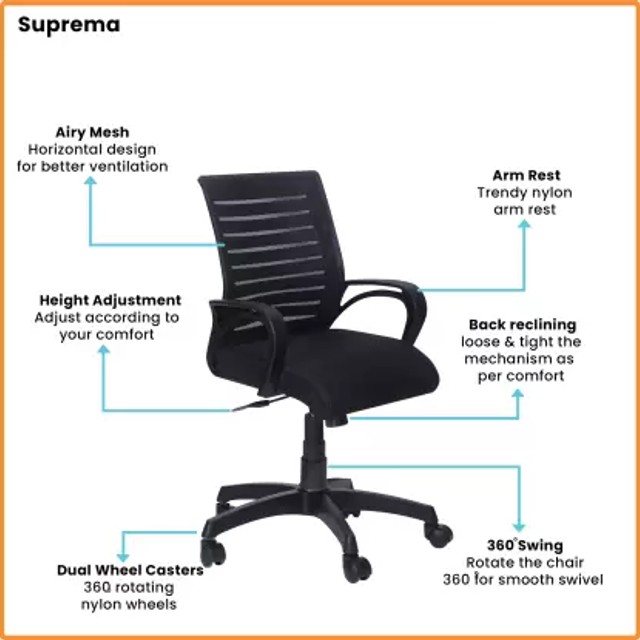 Suprema
Airy Mesh
Horizontal design
for better ventilation
Arm Rest
Trendy nylon
arm rest
Height Adjustment
Adjust according to
your comfort
Back reclining
loose & tight the
mechanism as
per comfort
360°Swing
Rotate the chair
360°for smooth swivel
Dual Wheel Casters
360 rotating
nylon wheels